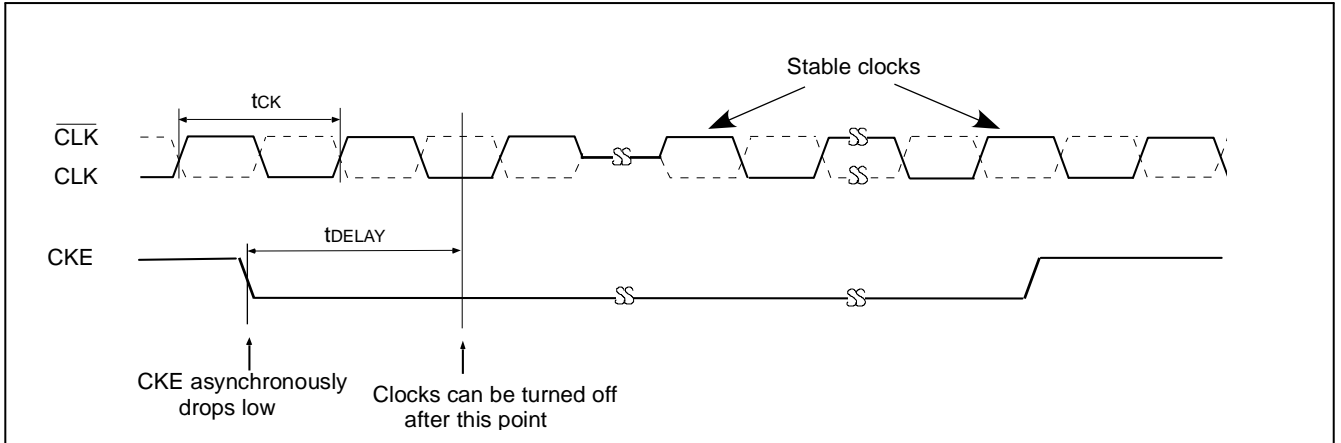 Stable clocks
tCK
CLK
CLK
tDELAY
CKE
CKE asynchronously
drops low
Clocks can be turned off
after this point